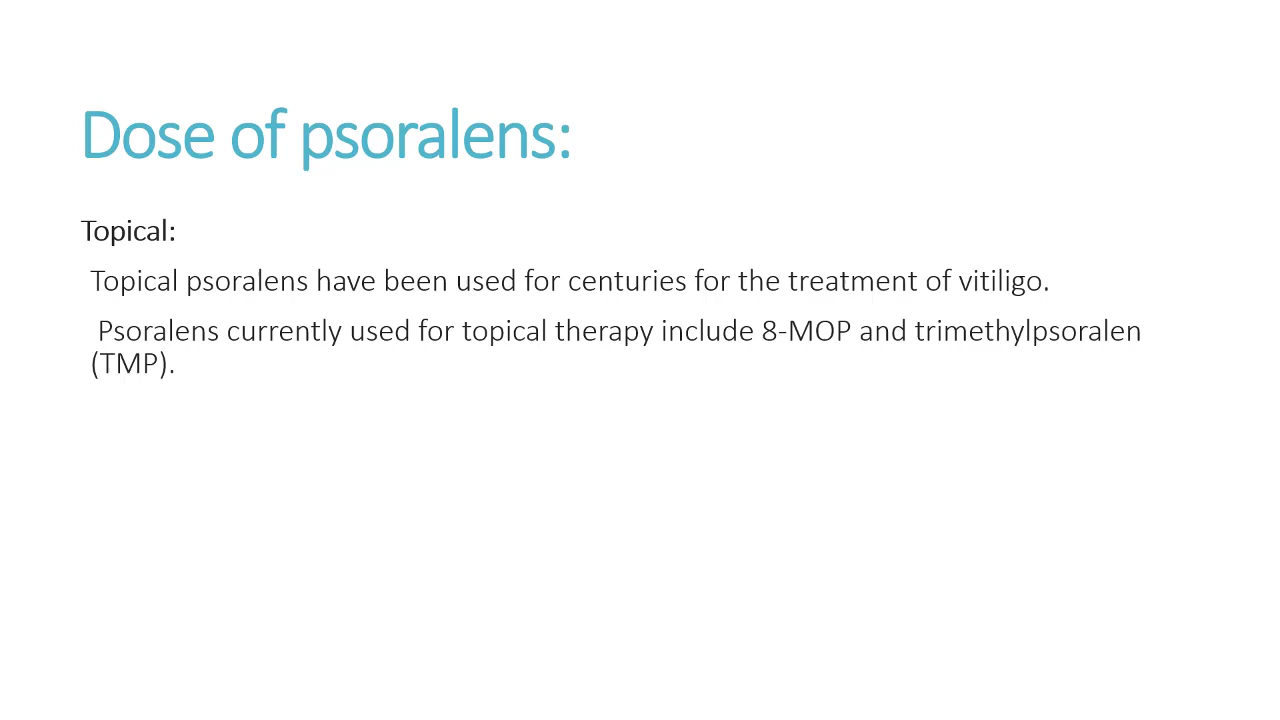 Dose of psoralens:
Topical:
Topical psoralens have been used for centuries for the treatment of vitiligo.
Psoralens currently used for topical therapy include 8-MOP and trimethylpsoralen
(TMP).